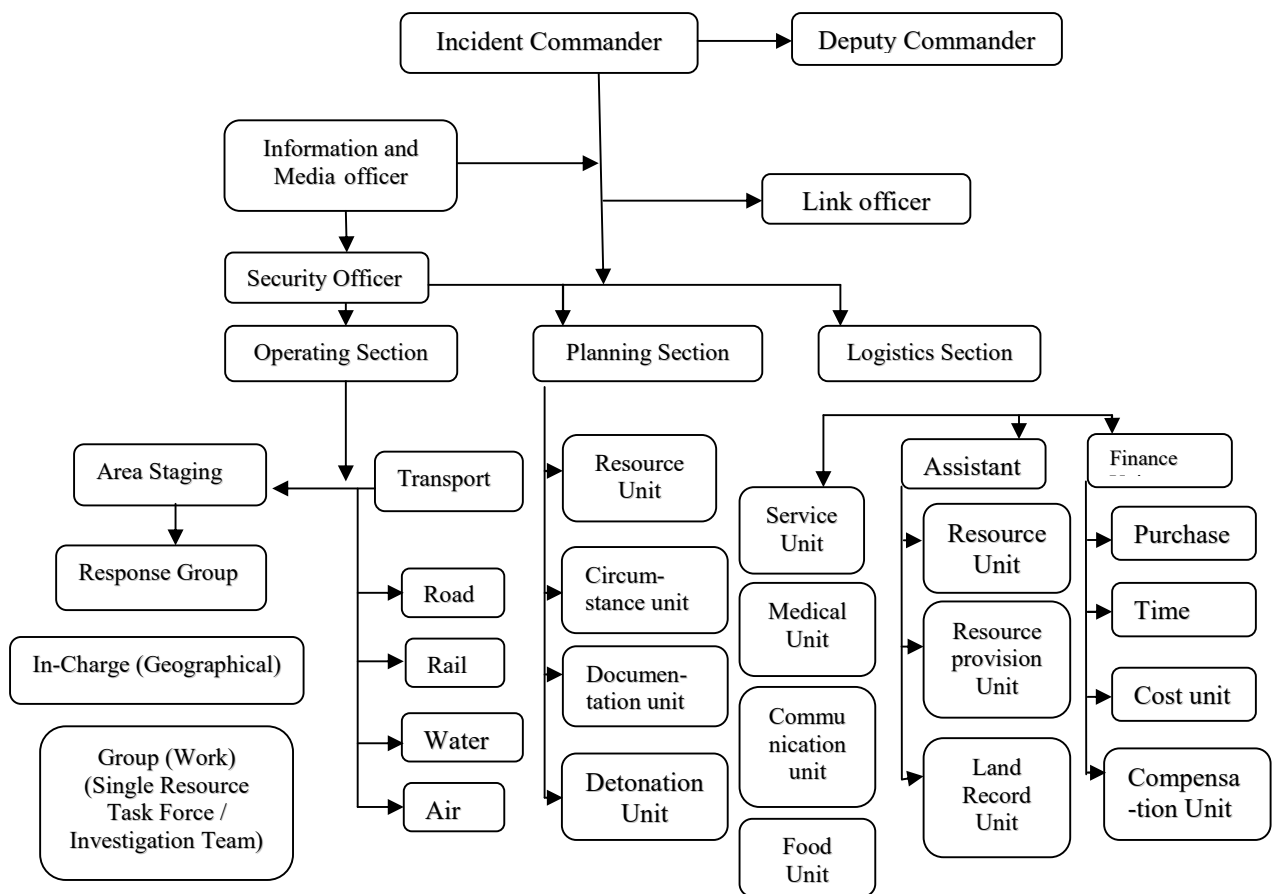 Incident Commander
Deputy Commander
Information and
Media officer
Link officer
Security Officer
Operating Section
Planning Section
Logistics Section
Area Staging
Transport
Response Group
In-Charge (Geographical)
Group (Work)
(Single Resource
Task Force /
Investigation Team)
Road
Rail
Water
Air
Resource
Unit
Circum-
stance unit
Documen-
tation unit
Detonation
Unit
Service
Unit
Medical
Unit
Commu
nication
unit
Food
Unit
Assistant
Resource
Unit
Resource
provision
Unit
Land
Record
Unit
Finance
Purchase
Time
Cost unit
Compensa
-tion Unit